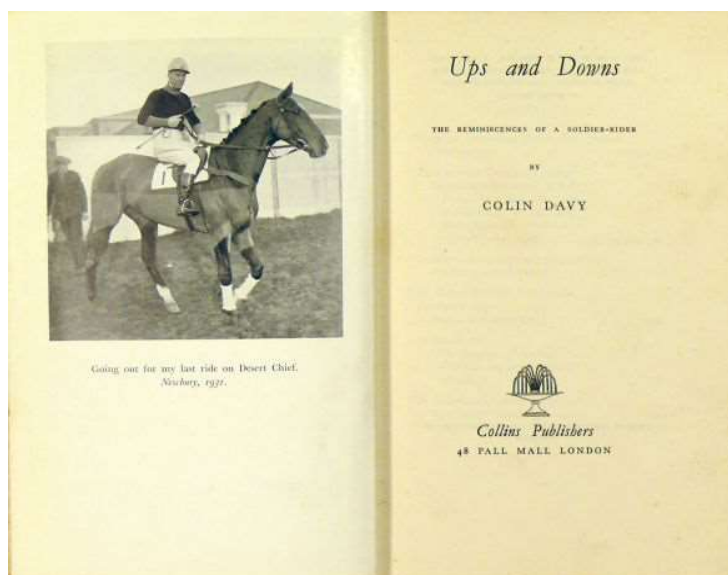 Going out for my last ride on Desert Chief.
Newbury, 1931.
Ups and Downs
THE REMINISCENCES OF A SOLDIER-RIDER
BY
COLIN DAVY
Collins Publishers
48 PALL MALL LONDON